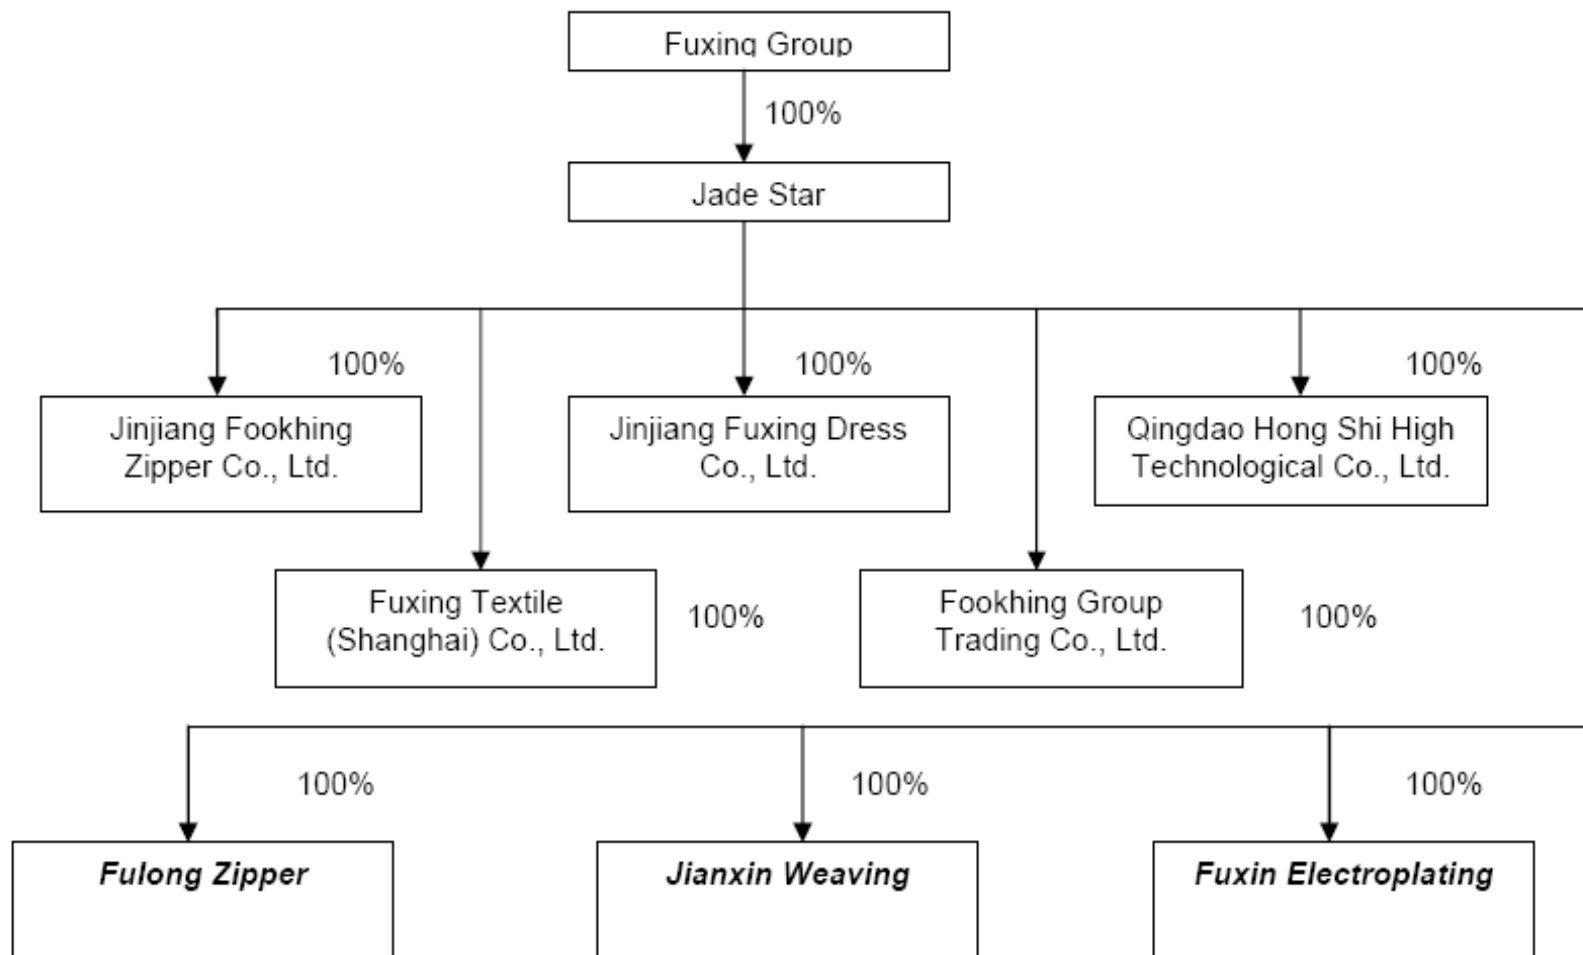 Fuxing Group
100%
Jade Star
100%
100%
100%
Jinjiang Fookhing
Zipper Co., Ltd.
Jinjiang Fuxing Dress
Co., Ltd.
Qingdao Hong Shi High
Technological Co., Ltd.
Fuxing Textile
(Shanghai) Co., Ltd.
100%
Fookhing Group
Trading Co., Ltd.
100%
100%
100%
100%
Fulong Zipper
Jianxin Weaving
Fuxin Electroplating